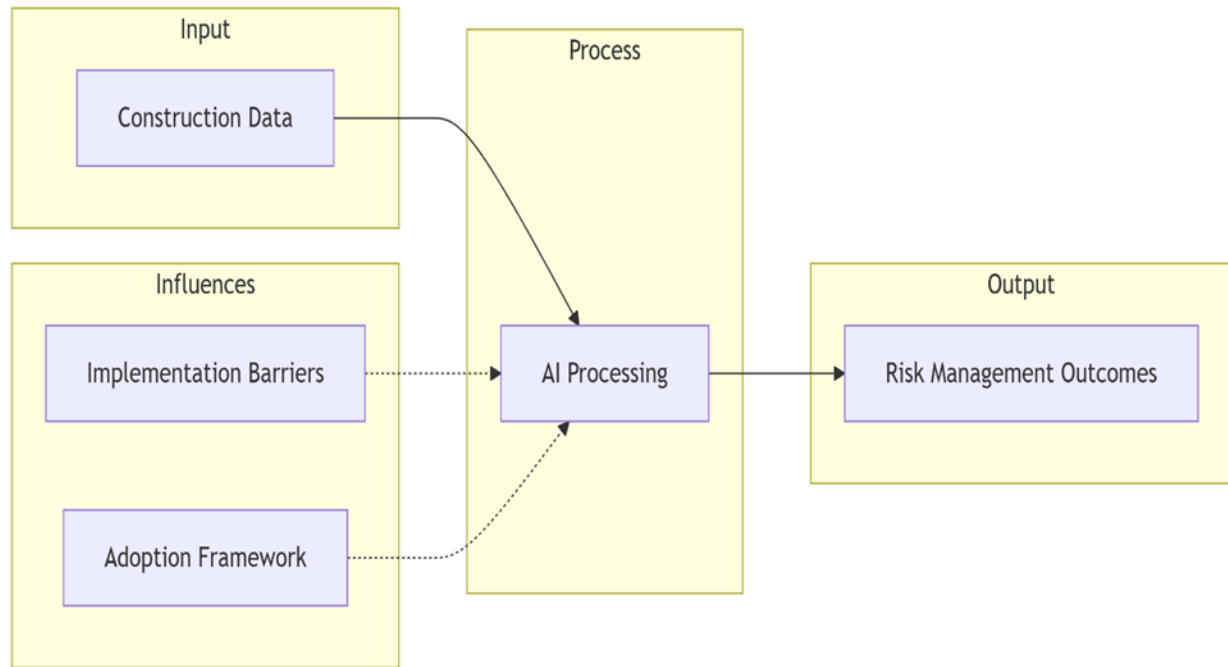 Input
Construction Data
Influences
Implementation Barriers
Adoption Framework
Process
AI Processing
Output
Risk Management Outcomes